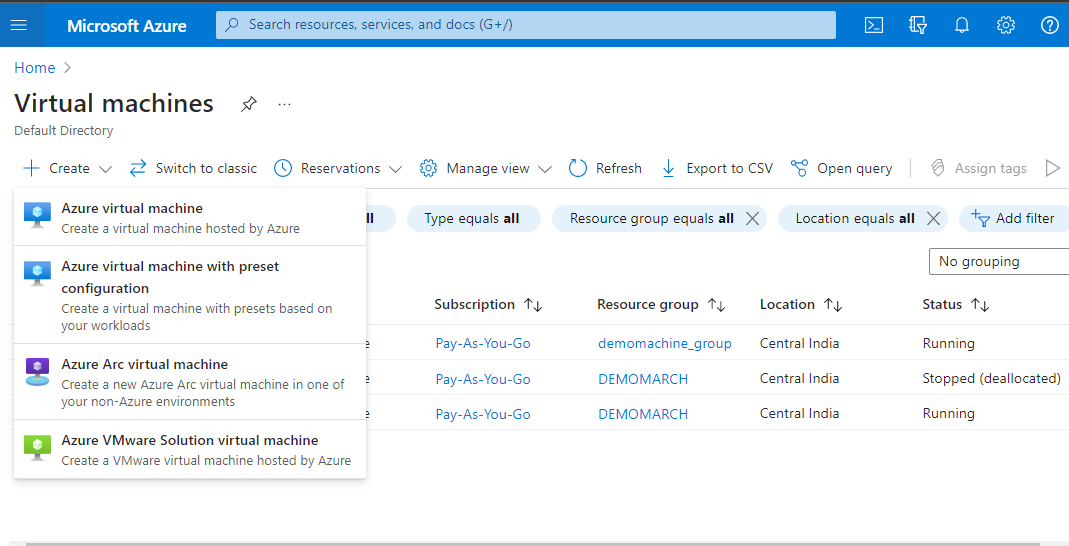 Microsoft Azure
Search resources, services, and docs (G+/)
Home
Virtual machines
Default Directory
Create
Switch to classic
Reservations
Manage view
Refresh
Export to CSV
Open query
Assign tags
Azure virtual machine
Create a virtual machine hosted by Azure
Azure virtual machine with preset
configuration
Create a virtual machine with presets based on
your workloads
Azure Arc virtual machine
Create a new Azure Arc virtual machine in one of
your non-Azure environments
Azure VMware Solution virtual machine
Create a VMware virtual machine hosted by Azure
Type equals all
Resource group equals all
Location equals all
Add filter
No grouping
Subscription Resource group Location Status
Pay-As-You-Go demomachine_group Central India Running
Pay-As-You-Go DEMOMARCH Central India Stopped (deallocated)
Pay-As-You-Go DEMOMARCH Central India Running